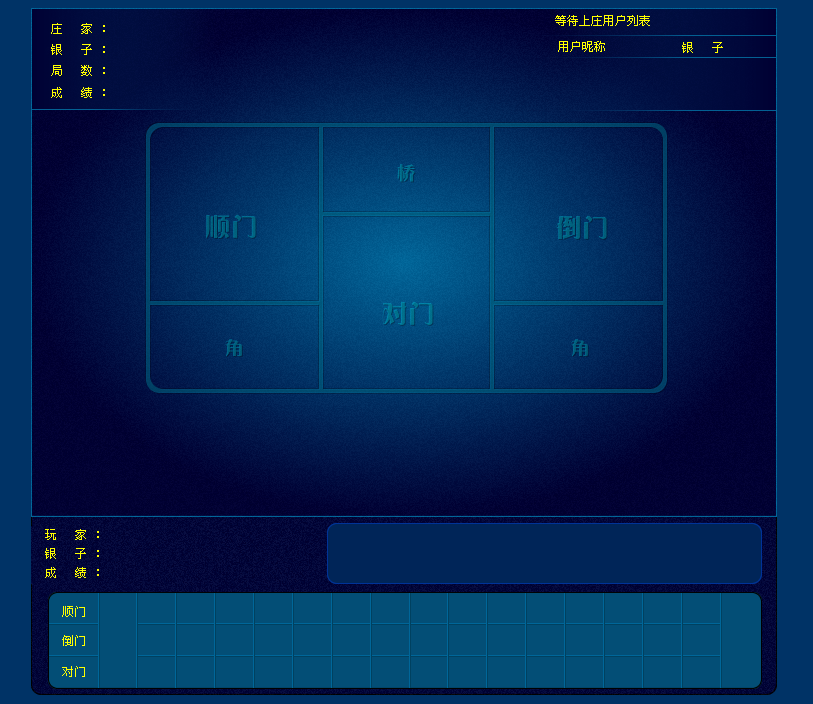 庄 家：
银 子：
局 数：
成 绩：
等待上庄用户列表
用户昵称 银 子
桥
顺门
倒门
对门
角
角
玩 家：
银 子：
成 绩：
顺门
倒门
对门